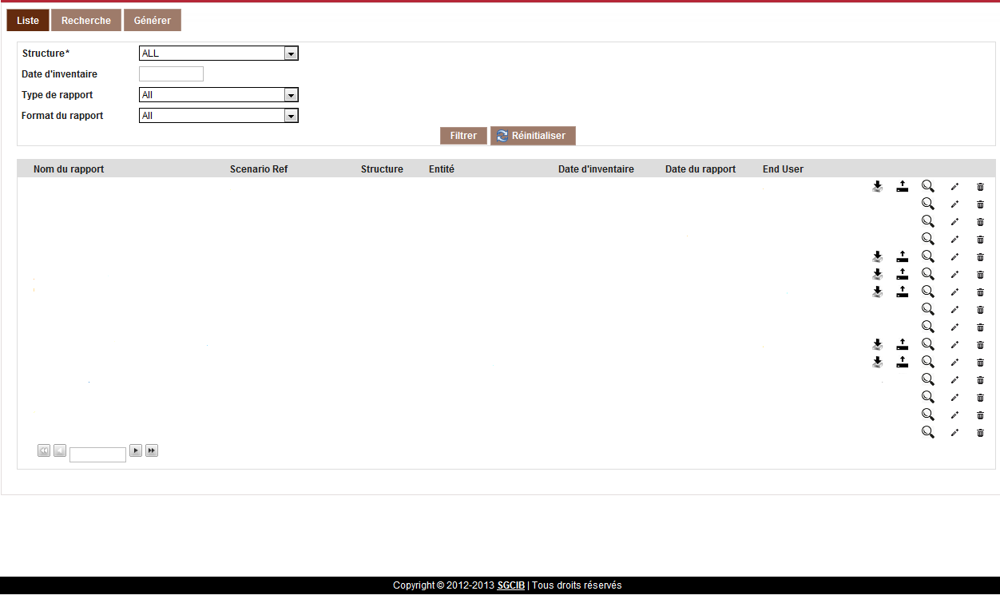 Liste Recherche Générer
Structure* ALL
Date d'inventaire
Type de rapport All
Format du rapport All
Filtrer Réinitialiser
Nom du rapport Scenario Ref Structure Entité Date d'inventaire Date du rapport End User
Copyright © 2012-2013 SGCIB | Tous droits réservés